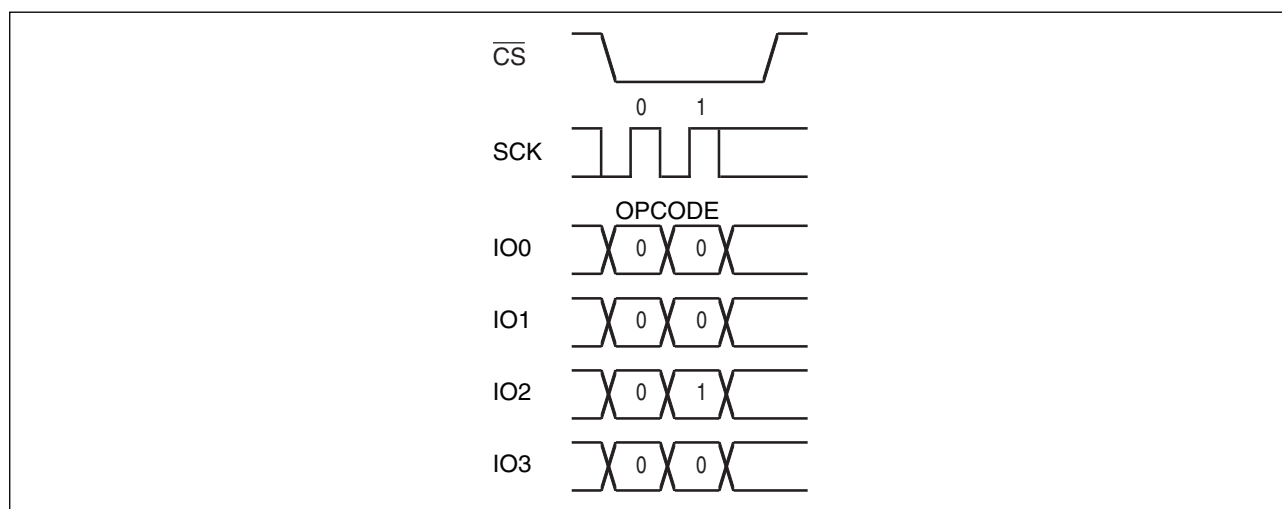 CS
0 1
SCK
OPCODE
IO0 0 0
IO1 0 0
IO2 0 1
IO3 0 0